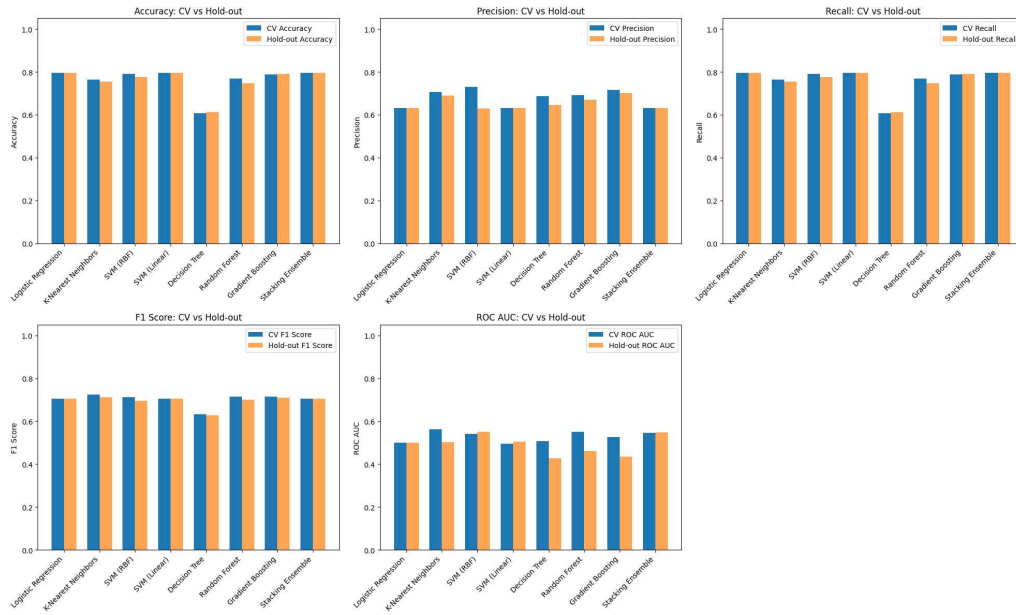 Accuracy: CV vs Hold-out
CV Accuracy
Hold-out Accuracy
1.0
0.8
0.6
0.4
0.2
0.0
Accuracy
Logistic Regression
K-Nearest Neighbors
SVM (RBF)
SVM (Linear)
Decision Tree
Random Forest
Gradient Boosting
Stacking Ensemble
Precision: CV vs Hold-out
CV Precision
Hold-out Precision
1.0
0.8
0.6
0.4
0.2
0.0
Precision
Logistic Regression
K-Nearest Neighbors
SVM (RBF)
SVM (Linear)
Decision Tree
Random Forest
Gradient Boosting
Stacking Ensemble
Recall: CV vs Hold-out
CV Recall
Hold-out Recall
1.0
0.8
0.6
0.4
0.2
0.0
Recall
Logistic Regression
K-Nearest Neighbors
SVM (RBF)
SVM (Linear)
Decision Tree
Random Forest
Gradient Boosting
Stacking Ensemble
F1 Score: CV vs Hold-out
CV F1 Score
Hold-out F1 Score
1.0
0.8
0.6
0.4
0.2
0.0
F1 Score
Logistic Regression
K-Nearest Neighbors
SVM (RBF)
SVM (Linear)
Decision Tree
Random Forest
Gradient Boosting
Stacking Ensemble
ROC AUC: CV vs Hold-out
CV ROC AUC
Hold-out ROC AUC
1.0
0.8
0.6
0.4
0.2
0.0
ROC AUC
Logistic Regression
K-Nearest Neighbors
SVM (RBF)
SVM (Linear)
Decision Tree
Random Forest
Gradient Boosting
Stacking Ensemble